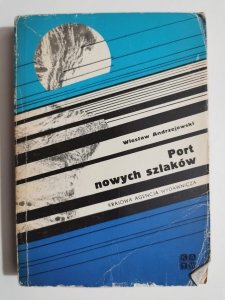 Wiesław Andrzejewski
Port
nowych szlaków
KRAJOWA AGENCJA WYDAWNICZA